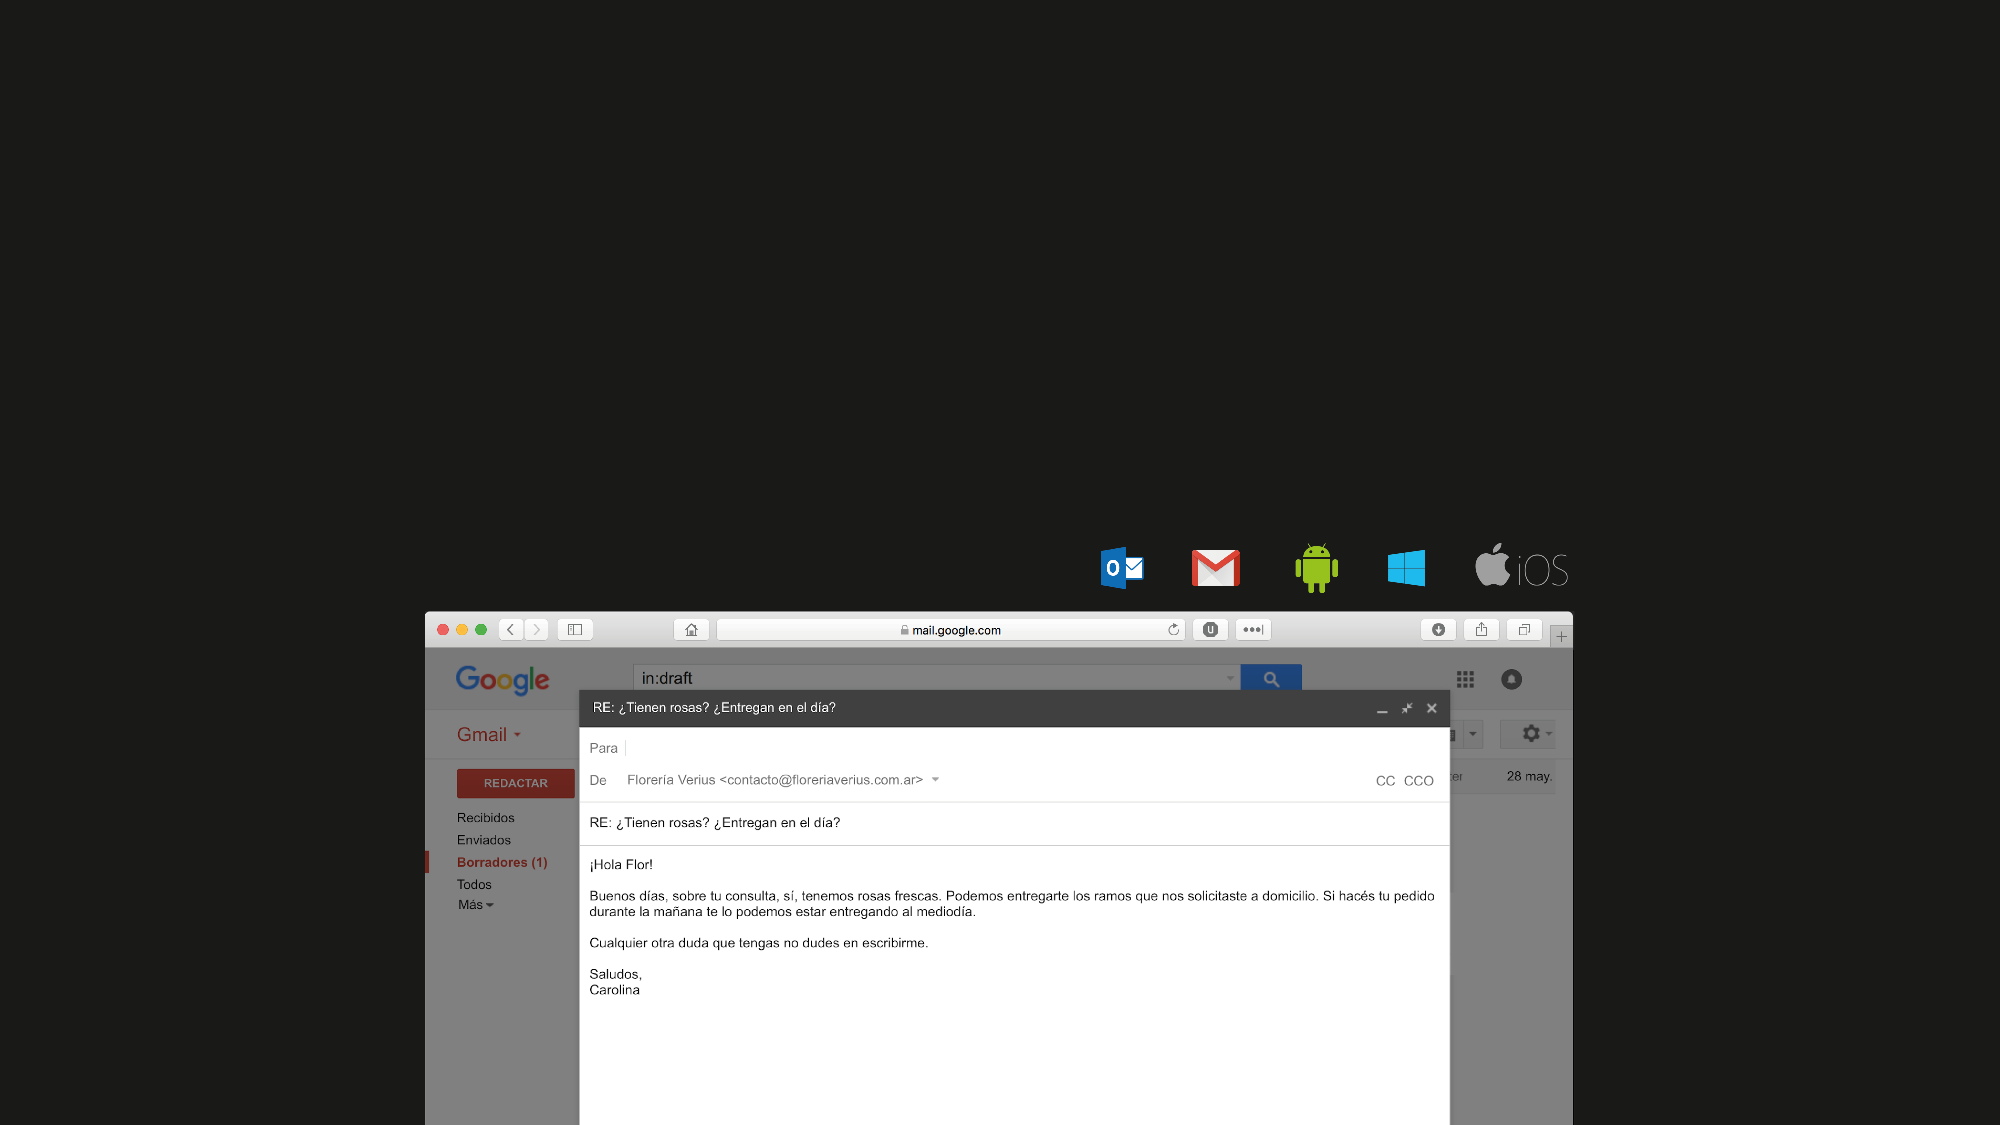 iOS
mail.google.com
Google
in:draft
RE: ¿Tienen rosas? ¿Entregan en el día?
Gmail
Para
De Florería Verius <contacto@floreriaverius.com.ar>
CC CCO
28 may.
REDACTAR
Recibidos
Enviados
Borradores (1)
Todos
Más
RE: ¿Tienen rosas? ¿Entregan en el día?
¡Hola Flor!
Buenos días, sobre tu consulta, sí, tenemos rosas frescas. Podemos entregarte los ramos que nos solicitaste a domicilio. Si hacés tu pedido
durante la mañana te lo podemos estar entregando al mediodía.
Cualquier otra duda que tengas no dudes en escribirme.
Saludos,
Carolina